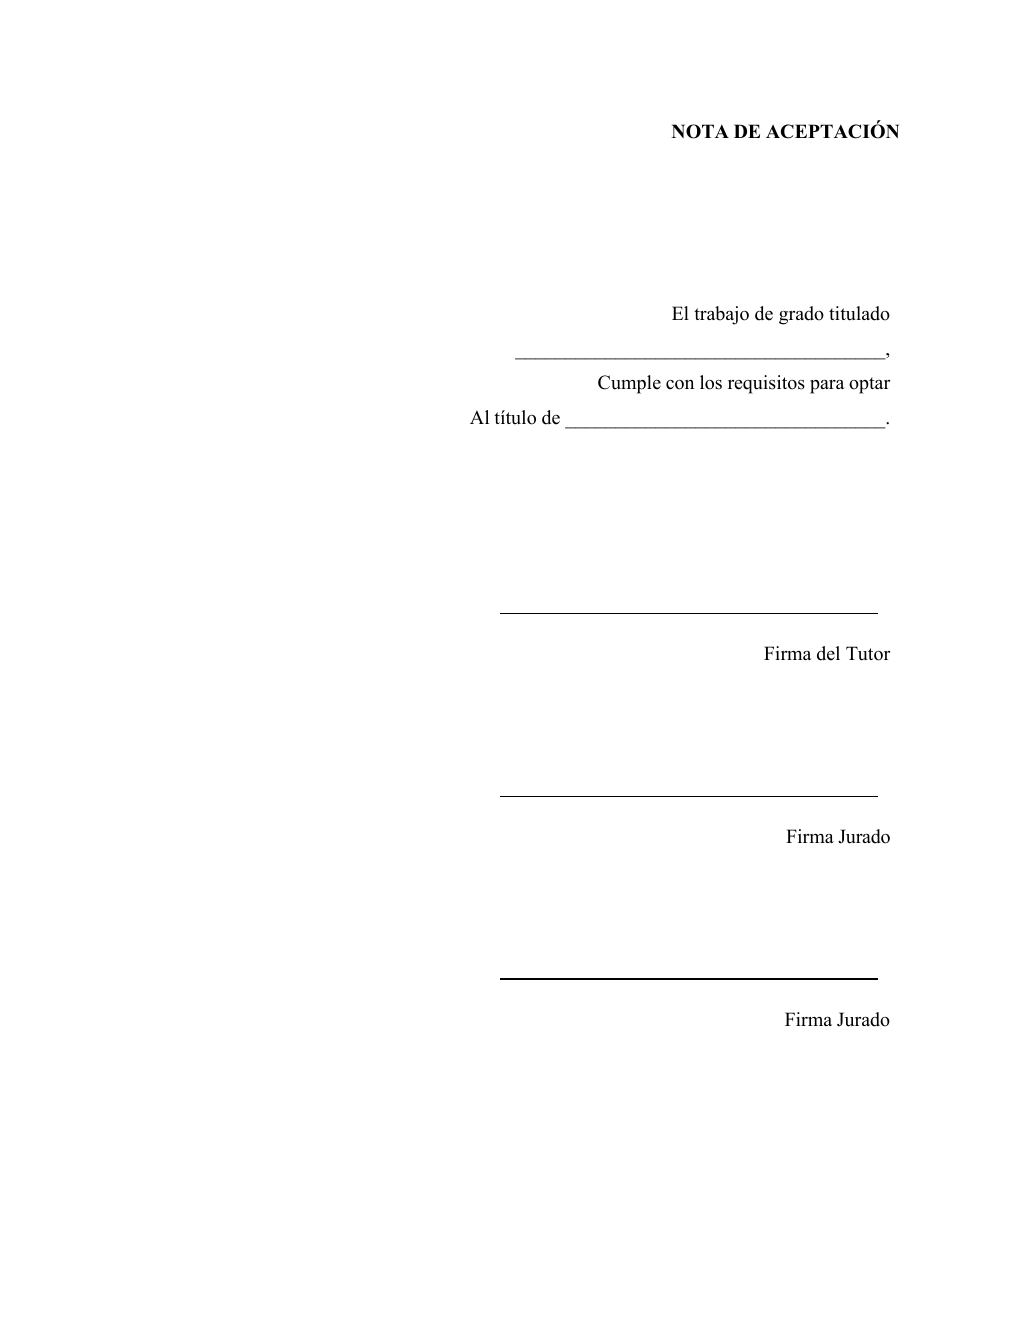 NOTA DE ACEPTACIÓN
El trabajo de grado titulado
_____________________________________,
Cumple con los requisitos para optar
Al título de ________________________________.
Firma del Tutor
Firma Jurado
Firma Jurado